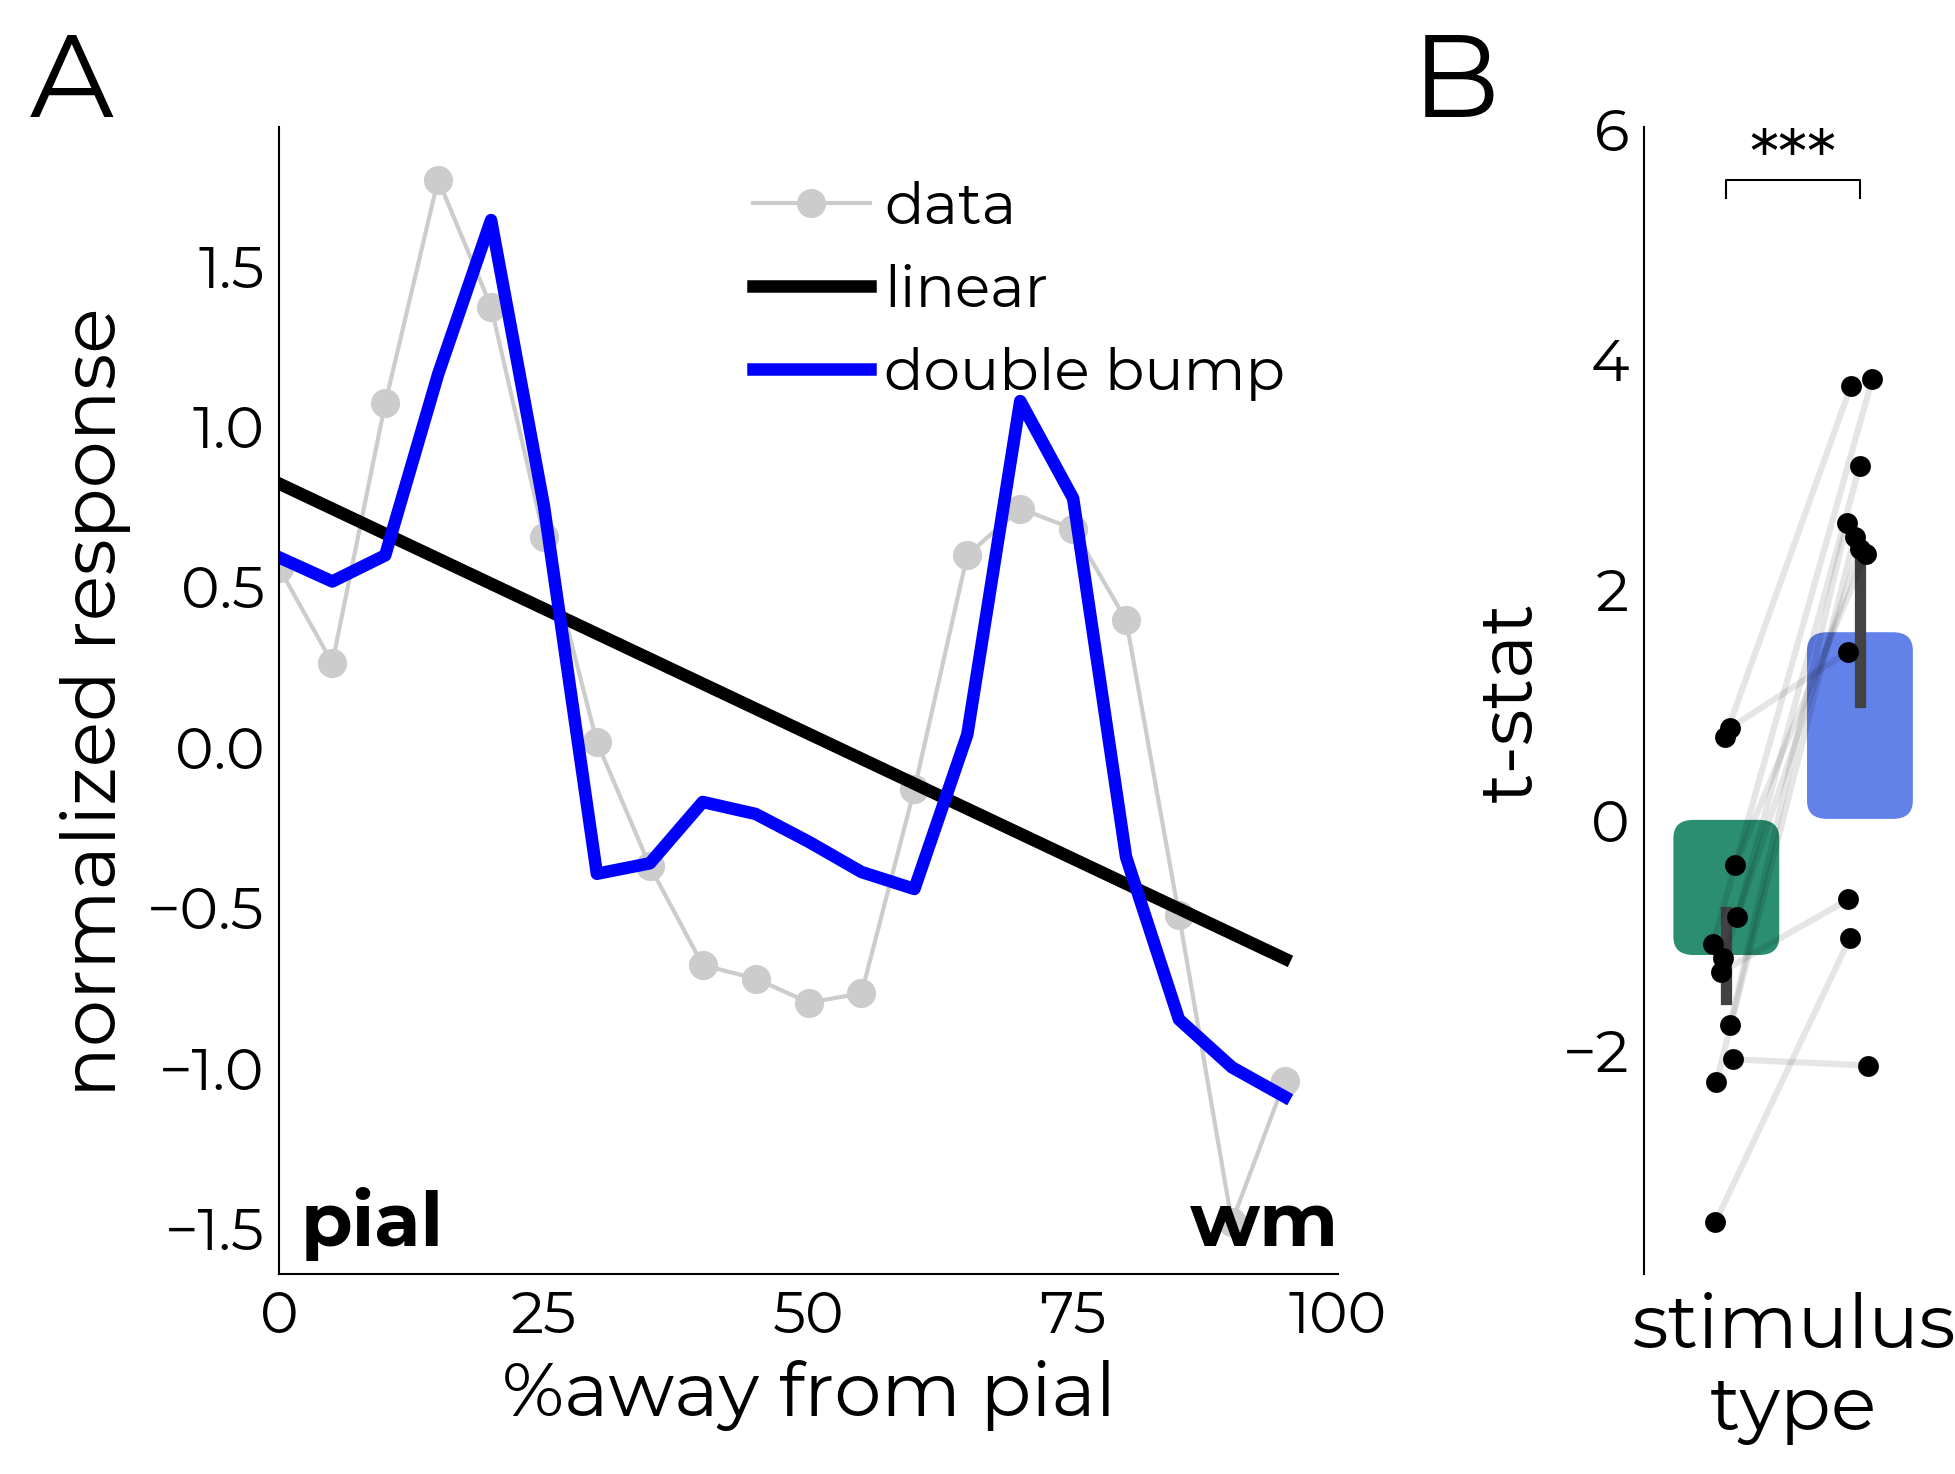 A
B
normalized response
1.5
1.0
0.5
0.0
−0.5
−1.0
−1.5
data
linear
double bump
pial
wm
0
25
50
75
100
%away from pial
t-stat
6
4
2
0
−2
***
stimulus
type